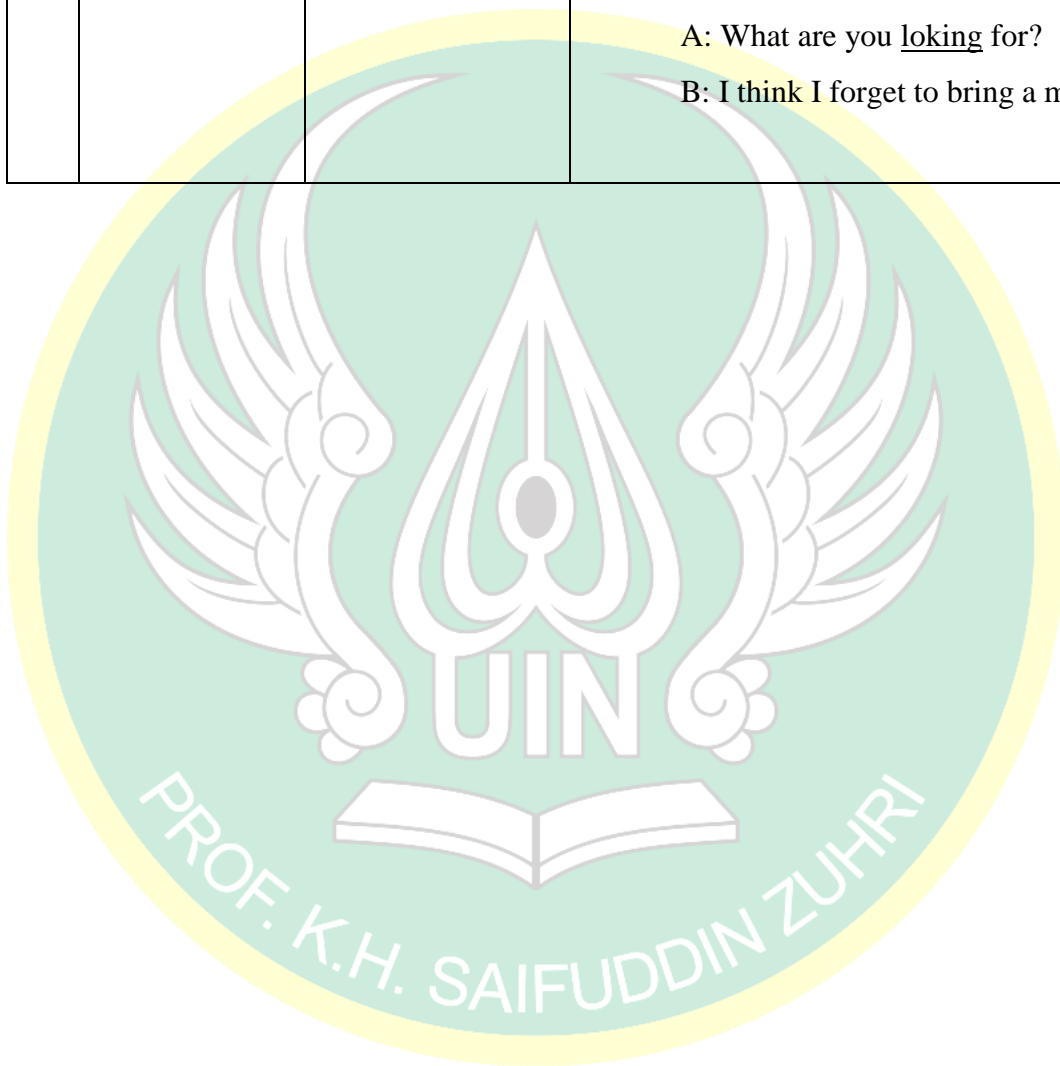 A: What are you loking for?
B: I think I forget to bring a
UIN
PROF. K.H. SAIFUDDIN ZUHRI